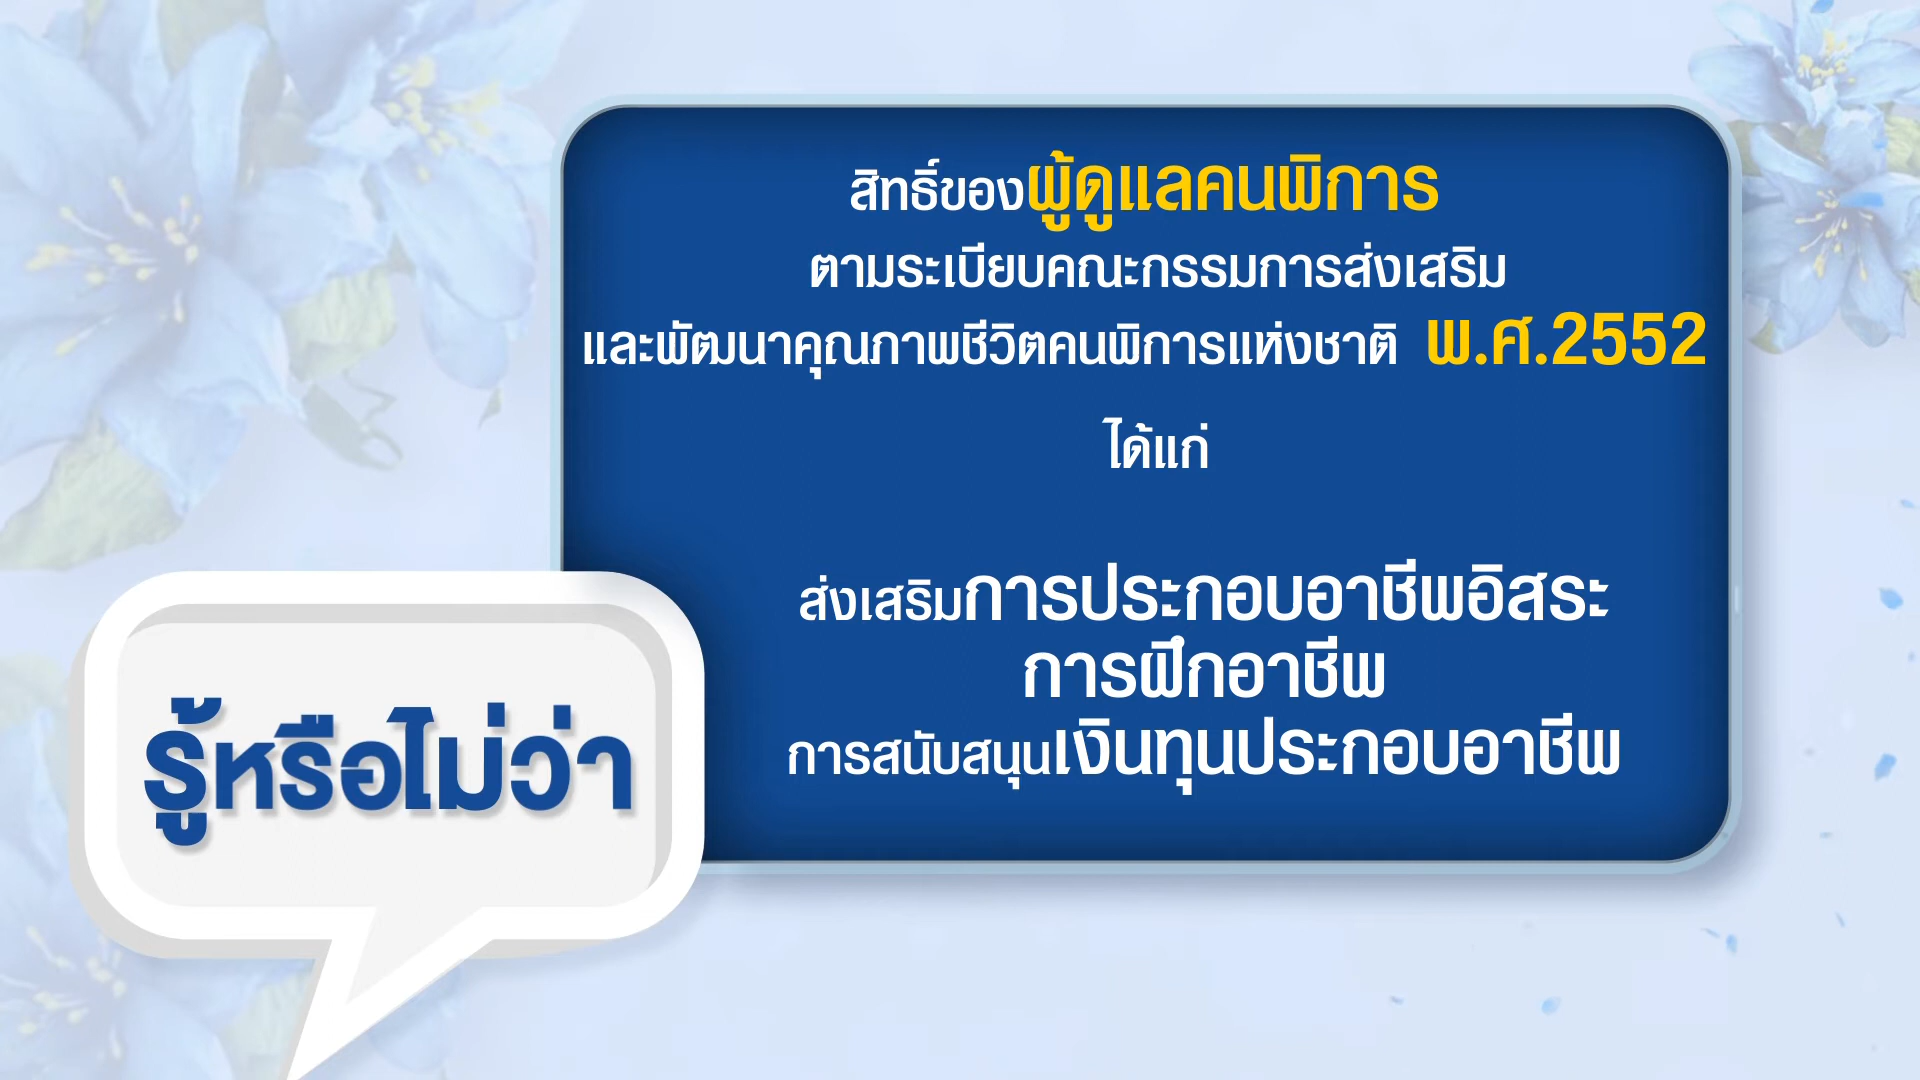 สิทธิ์ของผู้ดูแลคนพิการ
ตามระเบียบคณะกรรมการส่งเสริม
และพัฒนาคุณภาพชีวิตคนพิการแห่งชาติ พ.ศ.2552
ได้แก่
ส่งเสริมการประกอบอาชีพอิสระ
การฝึกอาชีพ
การสนับสนุนเงินทุนประกอบอาชีพ
รู้หรือไม่ว่า